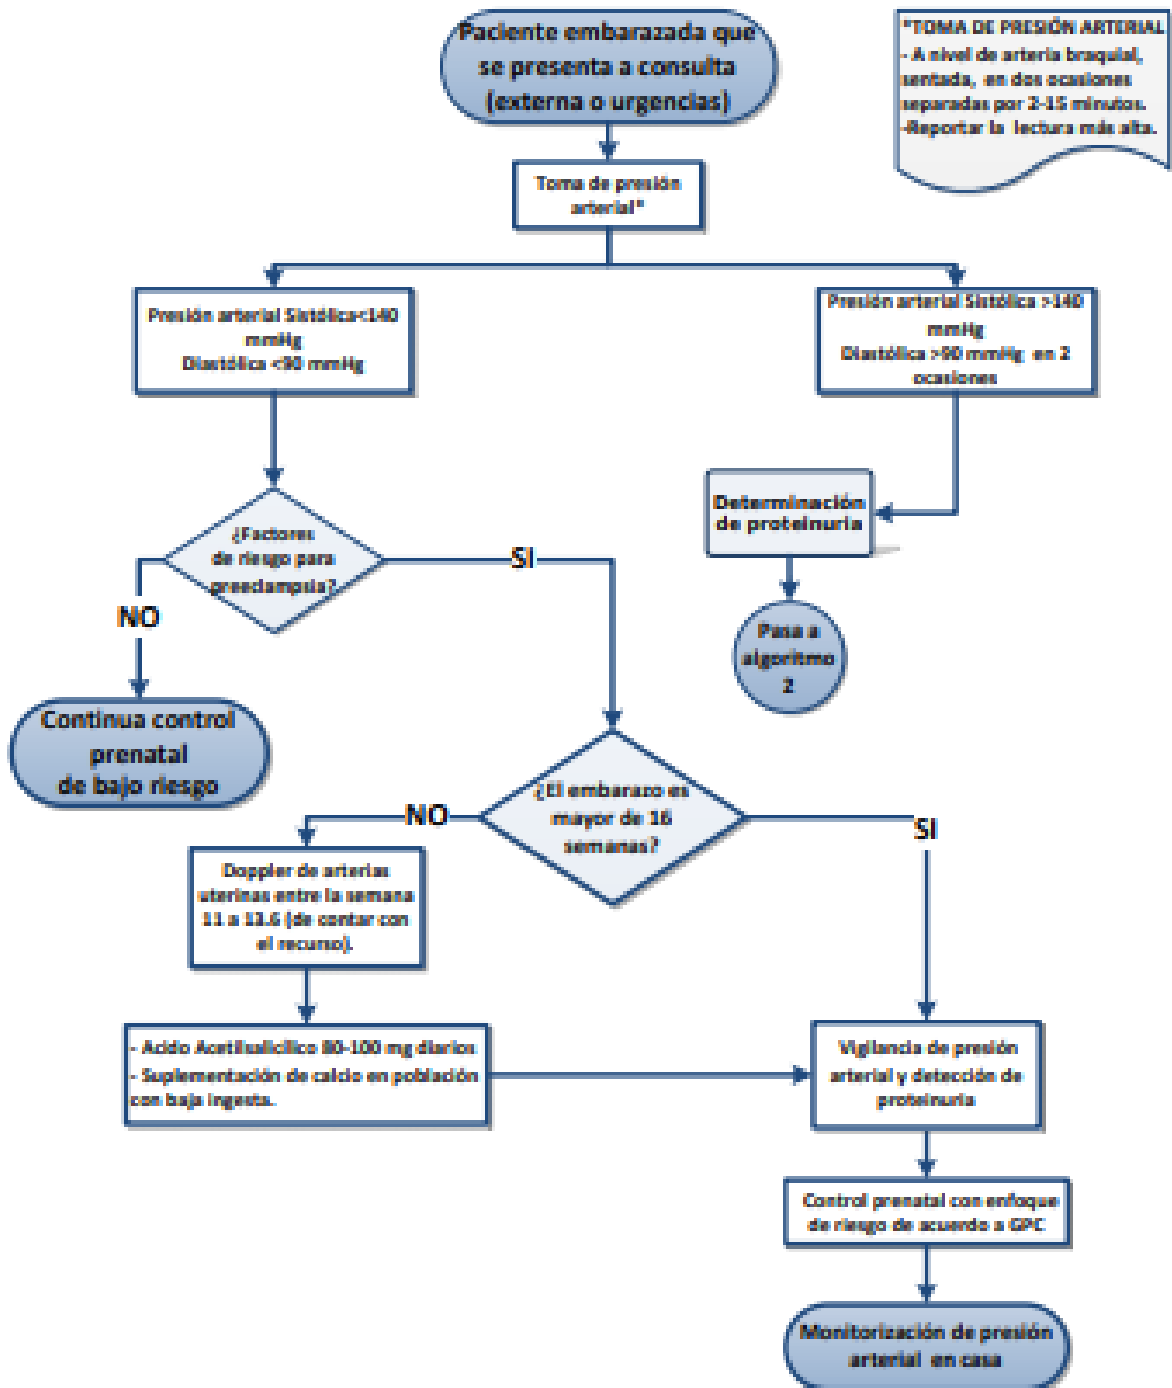 Paciente embarazada que
se presenta a consulta
(externa o urgencias)
*TOMA DE PRESIÓN ARTERIAL
- A nivel de arteria braquial,
sentada, en dos ocasiones
separadas por 2-15 minutos.
-Reportar la lectura más alta.
Toma de presión
arterial*
Presión arterial Sistólica<140
mmHg
Diastólica <90 mmHg
Presión arterial Sistólica >140
mmHg
Diastólica >90 mmHg en 2
ocasiones
¿Factores
de riesgo para
preeclampsia?
SI
NO
Determinación
de proteinuria
Pasa a
algoritmo
2
Continua control
prenatal
de bajo riesgo
¿El embarazo es
mayor de 16
semanas?
NO
SI
Doppler de arterias
uterinas entre la semana
11 a 13.6 (de contar con
el recurso).
- Acido Acetilsalicílico 80-100 mg diarios
- Suplementación de calcio en población
con baja ingesta.
Vigilancia de presión
arterial y detección de
proteinuria
Control prenatal con enfoque
de riesgo de acuerdo a GPC
Monitorización de presión
arterial en casa